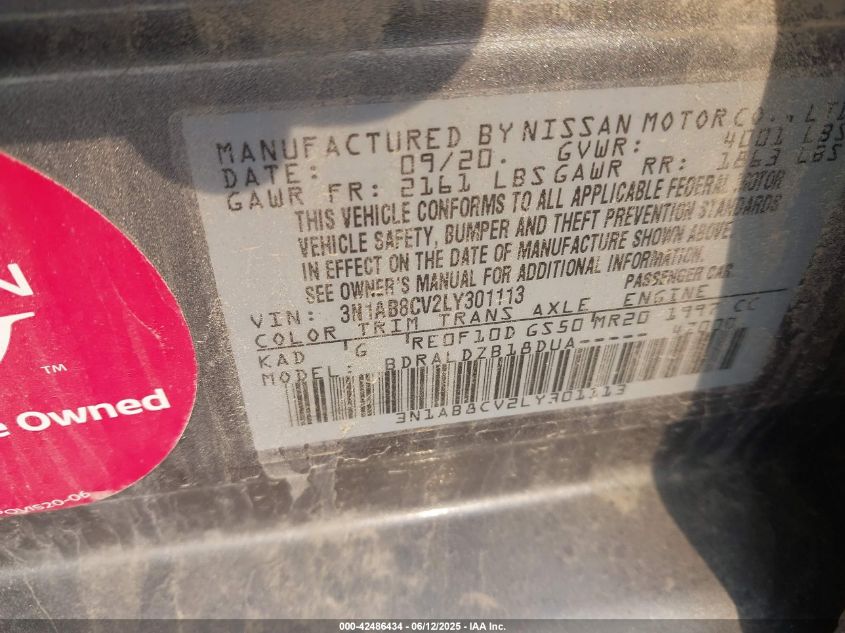 MANUFACTURED BY NISSAN MOTOR CO., LTD
DATE: 09/20. GVWR: 4001 LBS
GAWR FR: 2161 LBS GAWR RR: 1863 LBS
THIS VEHICLE CONFORMS TO ALL APPLICABLE FEDERAL MOTOR
VEHICLE SAFETY, BUMPER AND THEFT PREVENTION STANDARDS
IN EFFECT ON THE DATE OF MANUFACTURE SHOWN ABOVE
SEE OWNER'S MANUAL FOR ADDITIONAL INFORMATION.
VIN: 3N1AB8CV2LY301113 PASSENGER CAR
COLOR TRIM TRANS AXLE ENGINE
KAD G RE0F10D GS50 MR20 1997 CC
MODEL: BDRALDZB18DUA-----
3N1AB8CV2LY301113
N
TM
e Owned
000-42486434 - 06/12/2025 - IAA Inc.